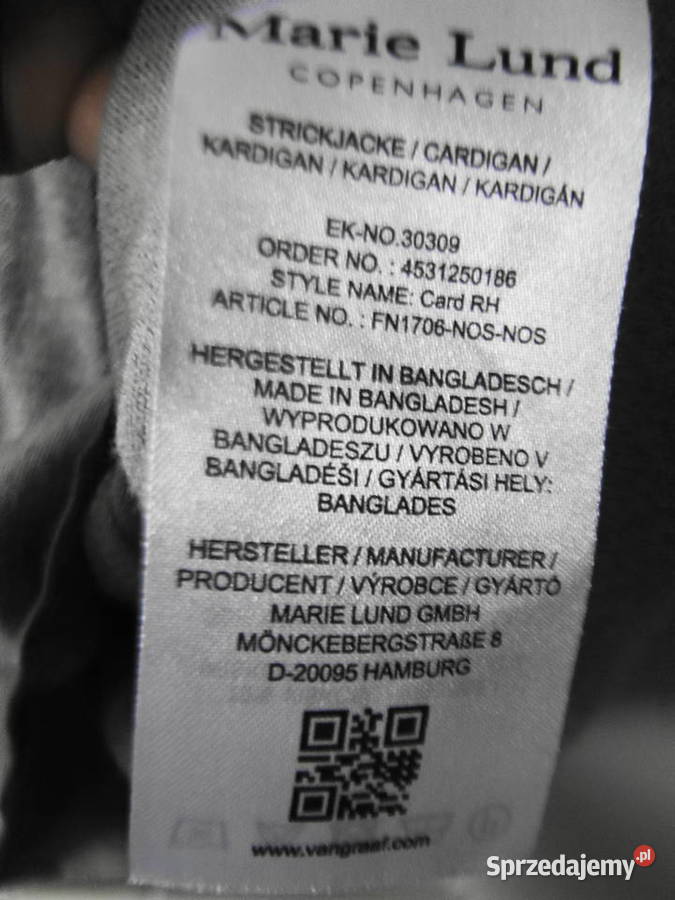 Marie Lund
COPENHAGEN
STRICKJACKE / CARDIGAN /
KARDIGAN / KARDIGAN / KARDIGÁN
EK-NO.30309
ORDER NO. : 4531250186
STYLE NAME: Card RH
ARTICLE NO. : FN1706-NOS-NOS
HERGESTELLT IN BANGLADESCH /
MADE IN BANGLADESH /
WYPRODUKOWANO W
BANGLADESZU / VYROBENO V
BANGLADÉŠI / GYÁRTÁSI HELY:
BANGLADES
HERSTELLER / MANUFACTURER /
PRODUCENT / VÝROBCE / GYÁRTÓ
MARIE LUND GMBH
MÖNCKEBERGSTRAßE 8
D-20095 HAMBURG
www.vangraaf.com
Sprzedajemy.pl